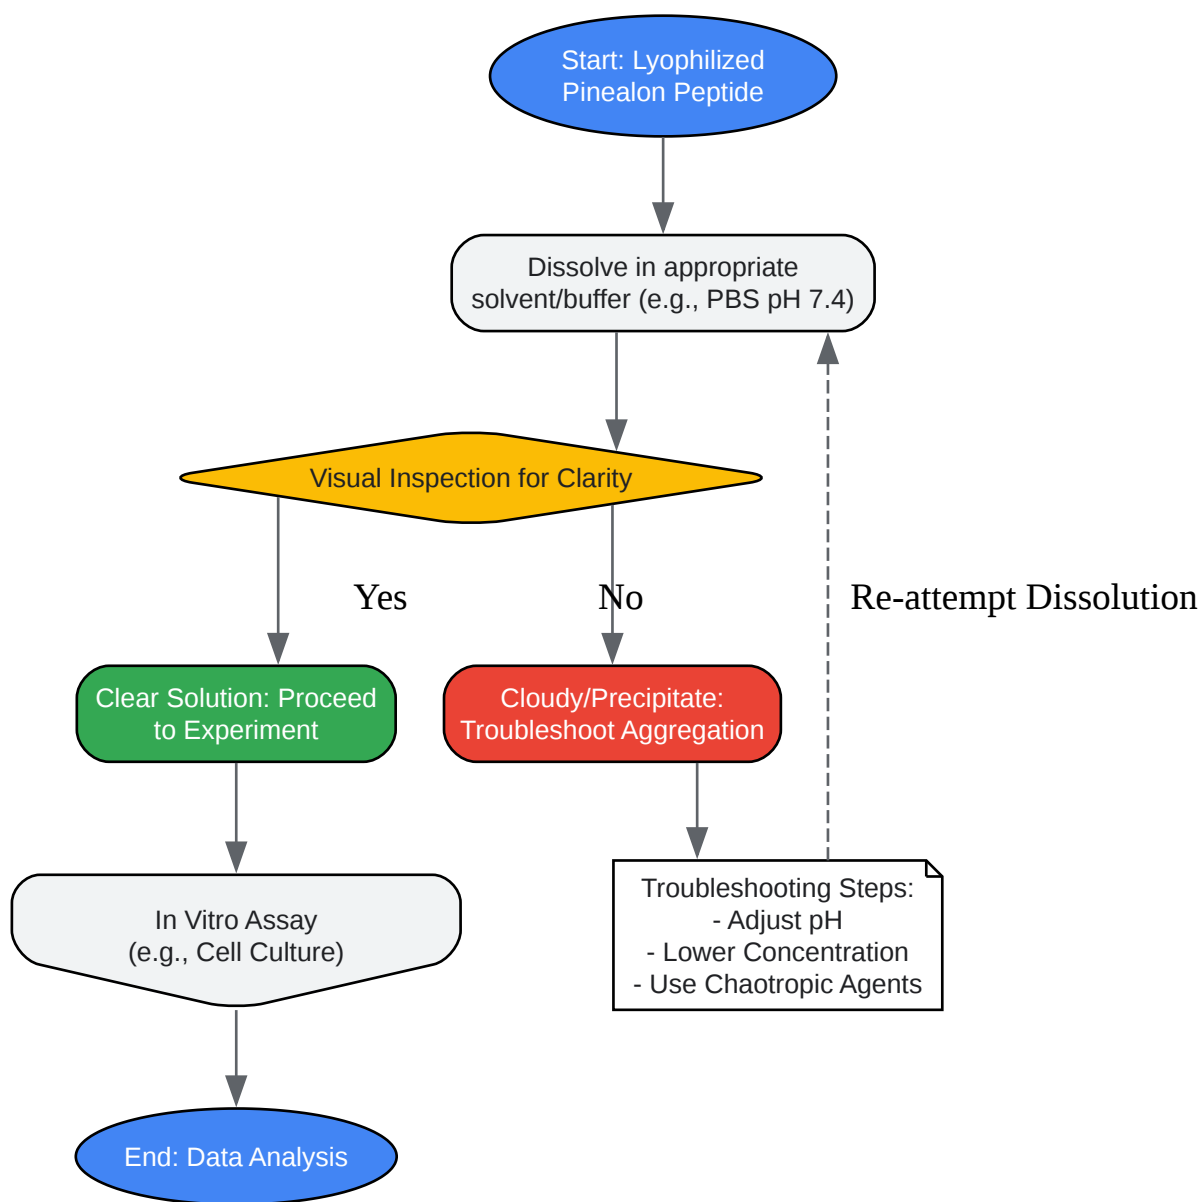 Start: Lyophilized
Pinealon Peptide
Dissolve in appropriate
solvent/buffer (e.g., PBS pH 7.4)
Visual Inspection for Clarity
Yes
No
Re-attempt Dissolution
Clear Solution: Proceed
to Experiment
Cloudy/Precipitate:
Troubleshoot Aggregation
In Vitro Assay
(e.g., Cell Culture)
Troubleshooting Steps:
- Adjust pH
- Lower Concentration
- Use Chaotropic Agents
End: Data Analysis